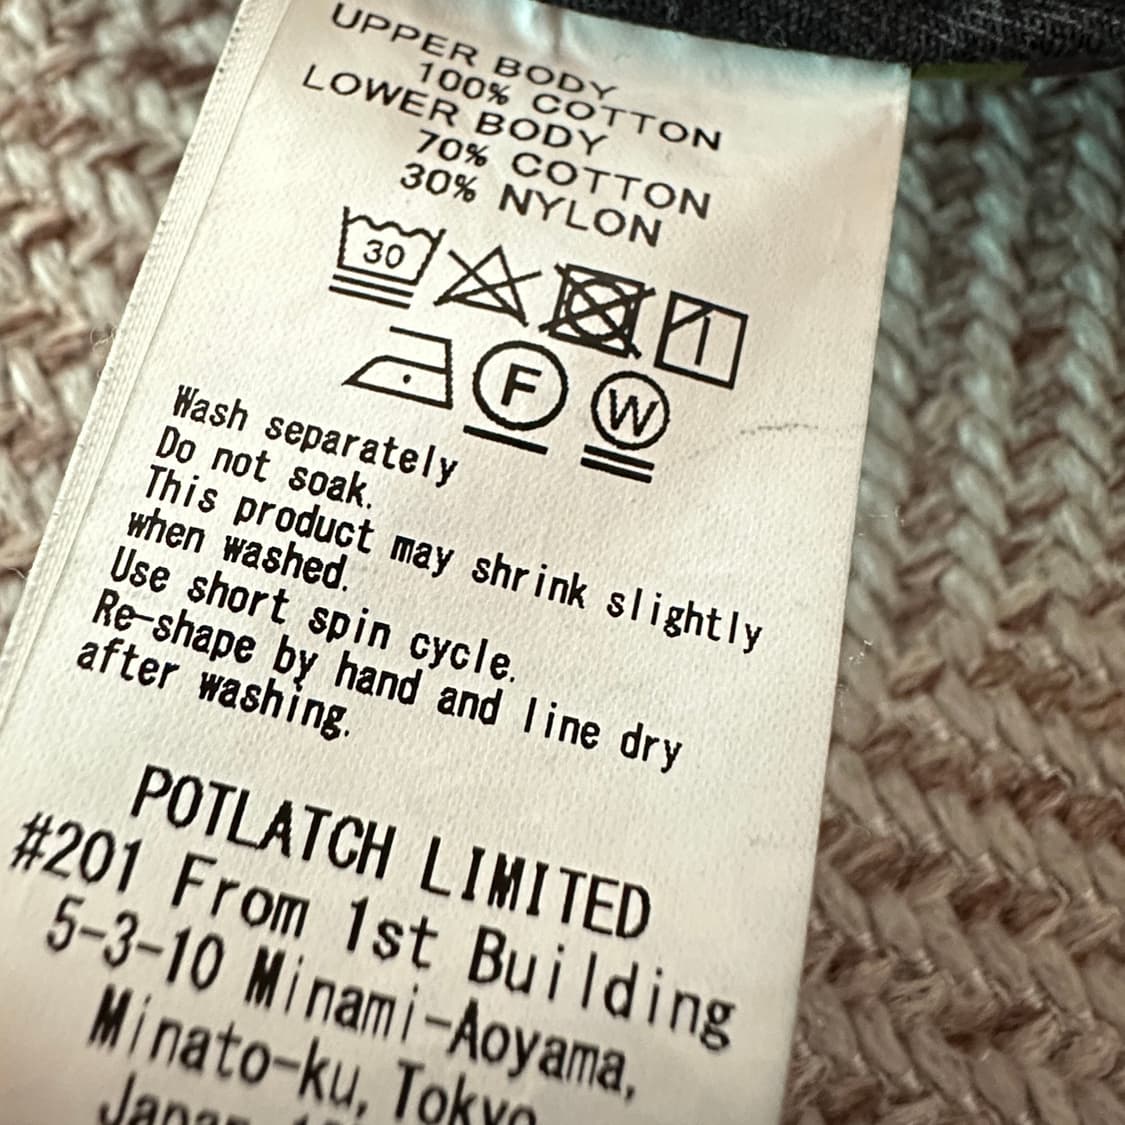 UPPER BODY
100% COTTON
LOWER BODY
70% COTTON
30% NYLON
30
F
W
Wash separately
Do not soak.
This product may shrink slightly
when washed.
Use short spin cycle.
Re-shape by hand and line dry
after washing.
POTLATCH LIMITED
#201 From 1st Building
5-3-10 Minami-Aoyama,
Minato-ku, Tokyo
Japan